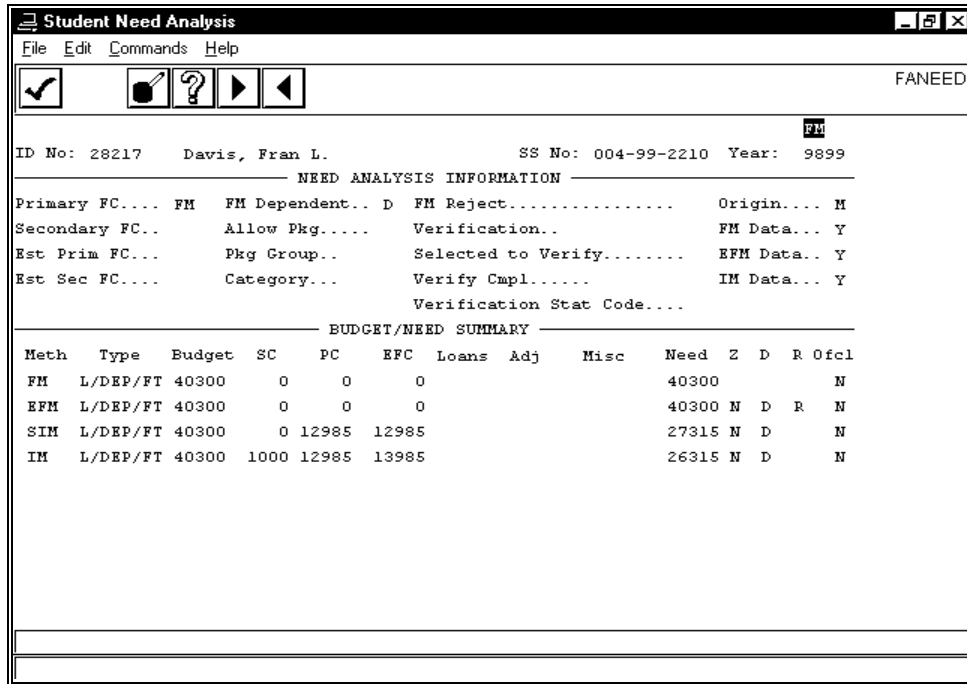 Student Need Analysis
File Edit Commands Help
FANEED
FM
ID No: 28217 Davis, Fran L. SS No: 004-99-2210 Year: 9899
NEED ANALYSIS INFORMATION
Primary FC.... FM FM Dependent.. D FM Reject................ Origin.... M
Secondary FC.. Allow Pkg..... Verification.. FM Data... Y
Est Prim FC... Pkg Group.. Selected to Verify........ EFM Data.. Y
Est Sec FC.... Category... Verify Cmpl...... IM Data... Y
Verification Stat Code....
BUDGET/NEED SUMMARY
Meth Type Budget SC PC EFC Loans Adj Misc Need Z D R Ofcl
FM L/DEP/FT 40300 0 0 0 40300 N
EFM L/DEP/FT 40300 0 0 0 40300 N D R N
SIM L/DEP/FT 40300 0 12985 12985 27315 N D N
IM L/DEP/FT 40300 1000 12985 13985 26315 N D N